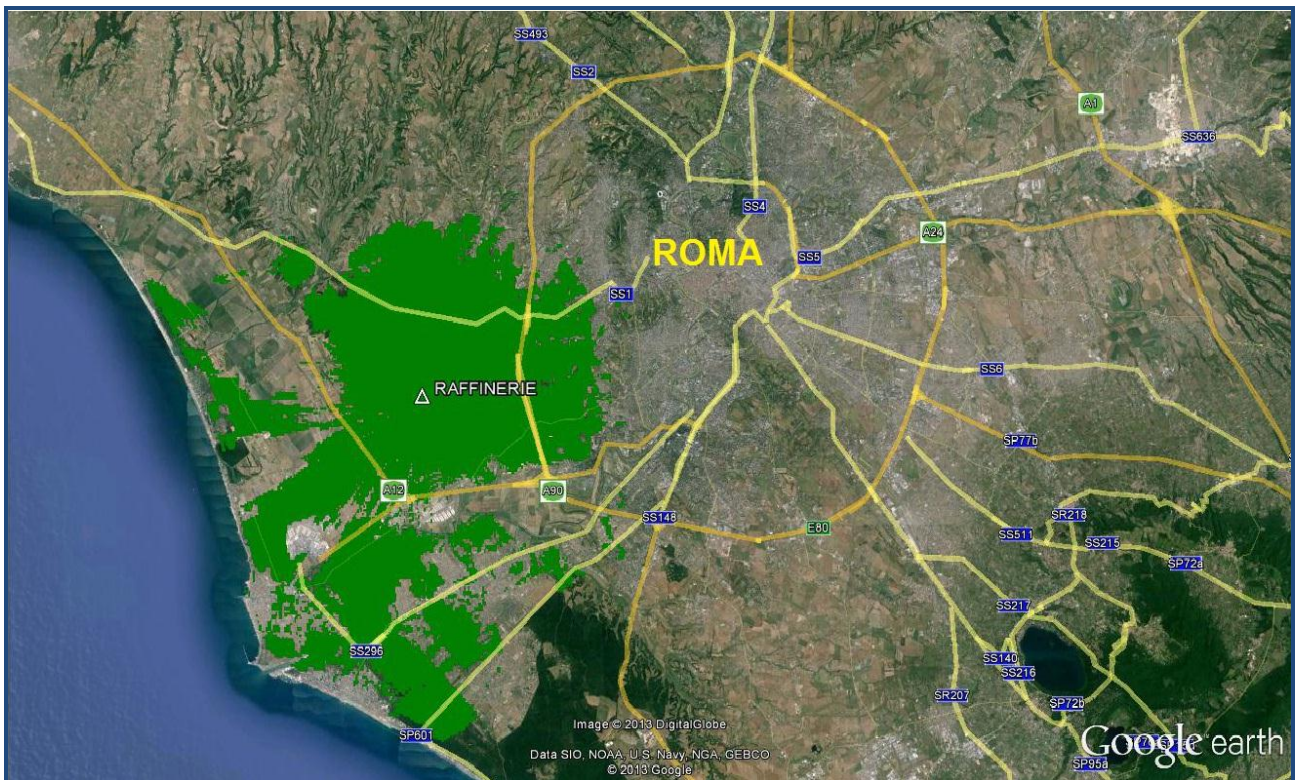 SS493
SS2
A1
SS636
SS4
A24
ROMA
SS5
SS1
SS6
RAFFINERIE
SP77b
A12
A90
SS148
E80
SR218
SS511
SS215
SP72a
SS217
SS296
SS140
SS216
SR207
SP72b
SP601
Image © 2013 DigitalGlobe
Data SIO, NOAA, U.S. Navy, NGA, GEBCO
© 2013 Google
Google earth
SP95a